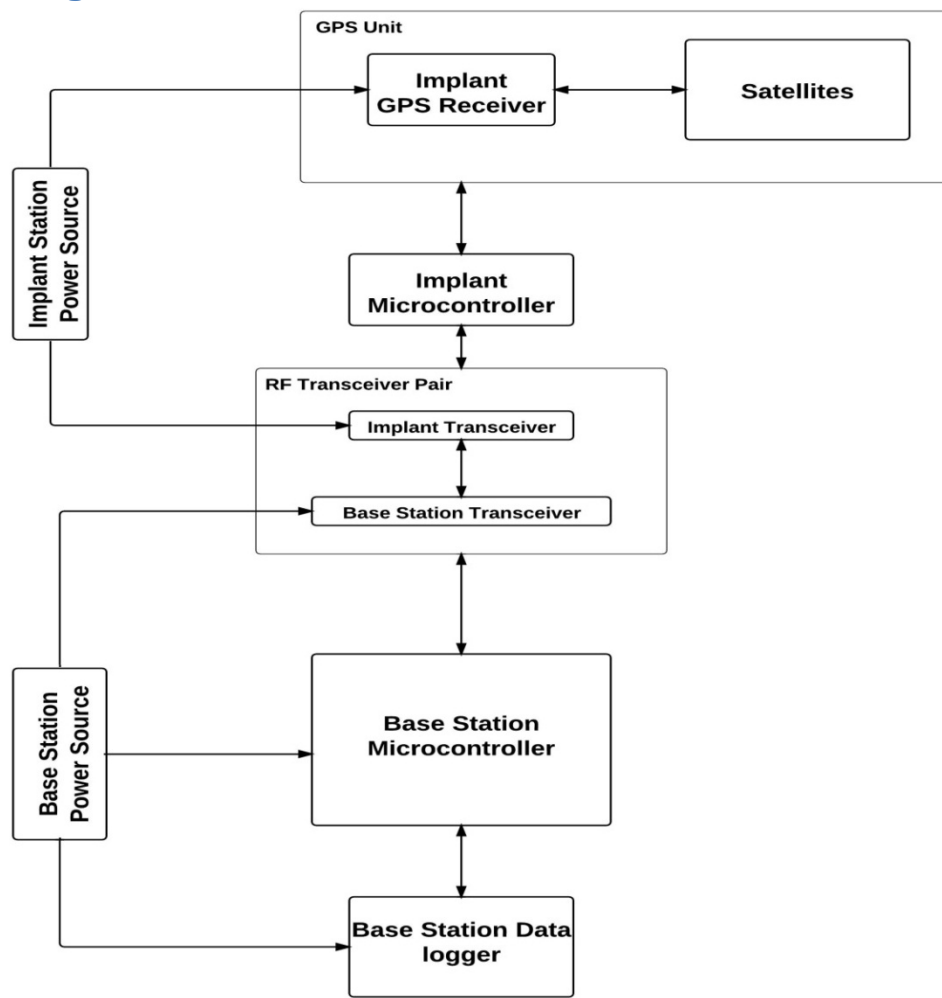 GPS Unit
Implant
GPS Receiver
Satellites
Implant Station
Power Source
Implant
Microcontroller
RF Transceiver Pair
Implant Transceiver
Base Station Transceiver
Base Station
Power Source
Base Station
Microcontroller
Base Station Data
logger